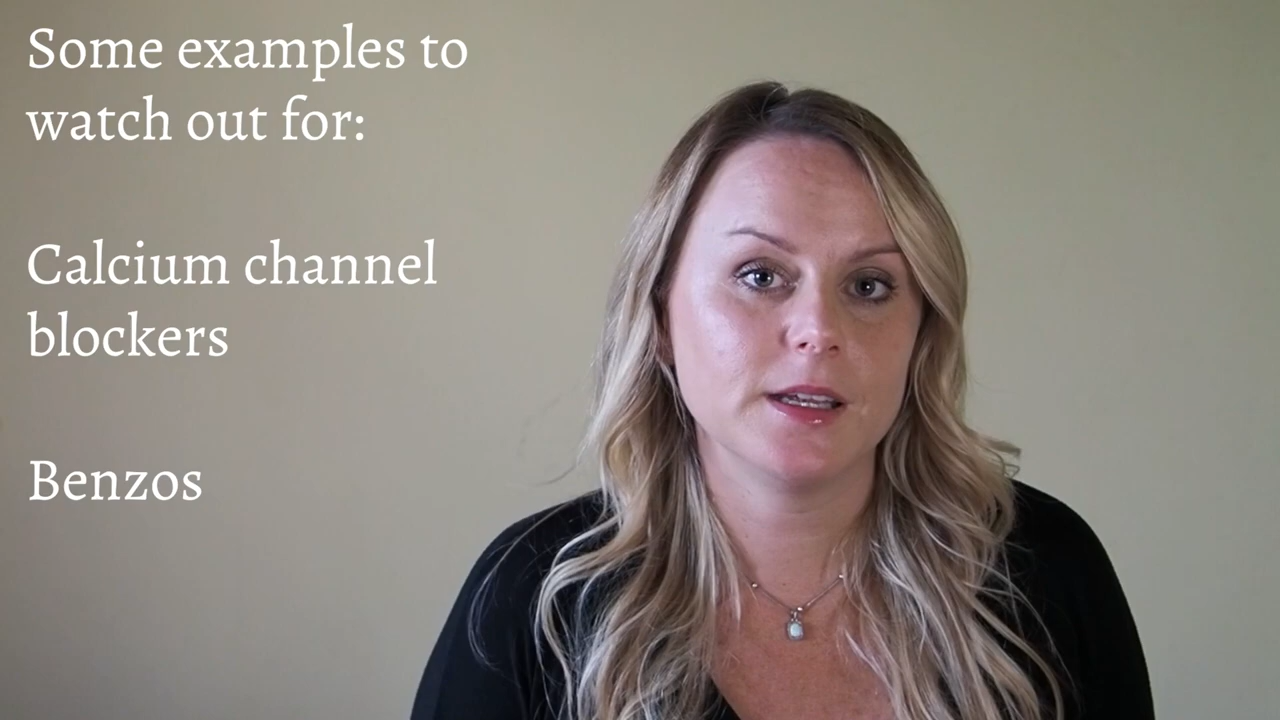 Some examples to
watch out for:
Calcium channel
blockers
Benzos